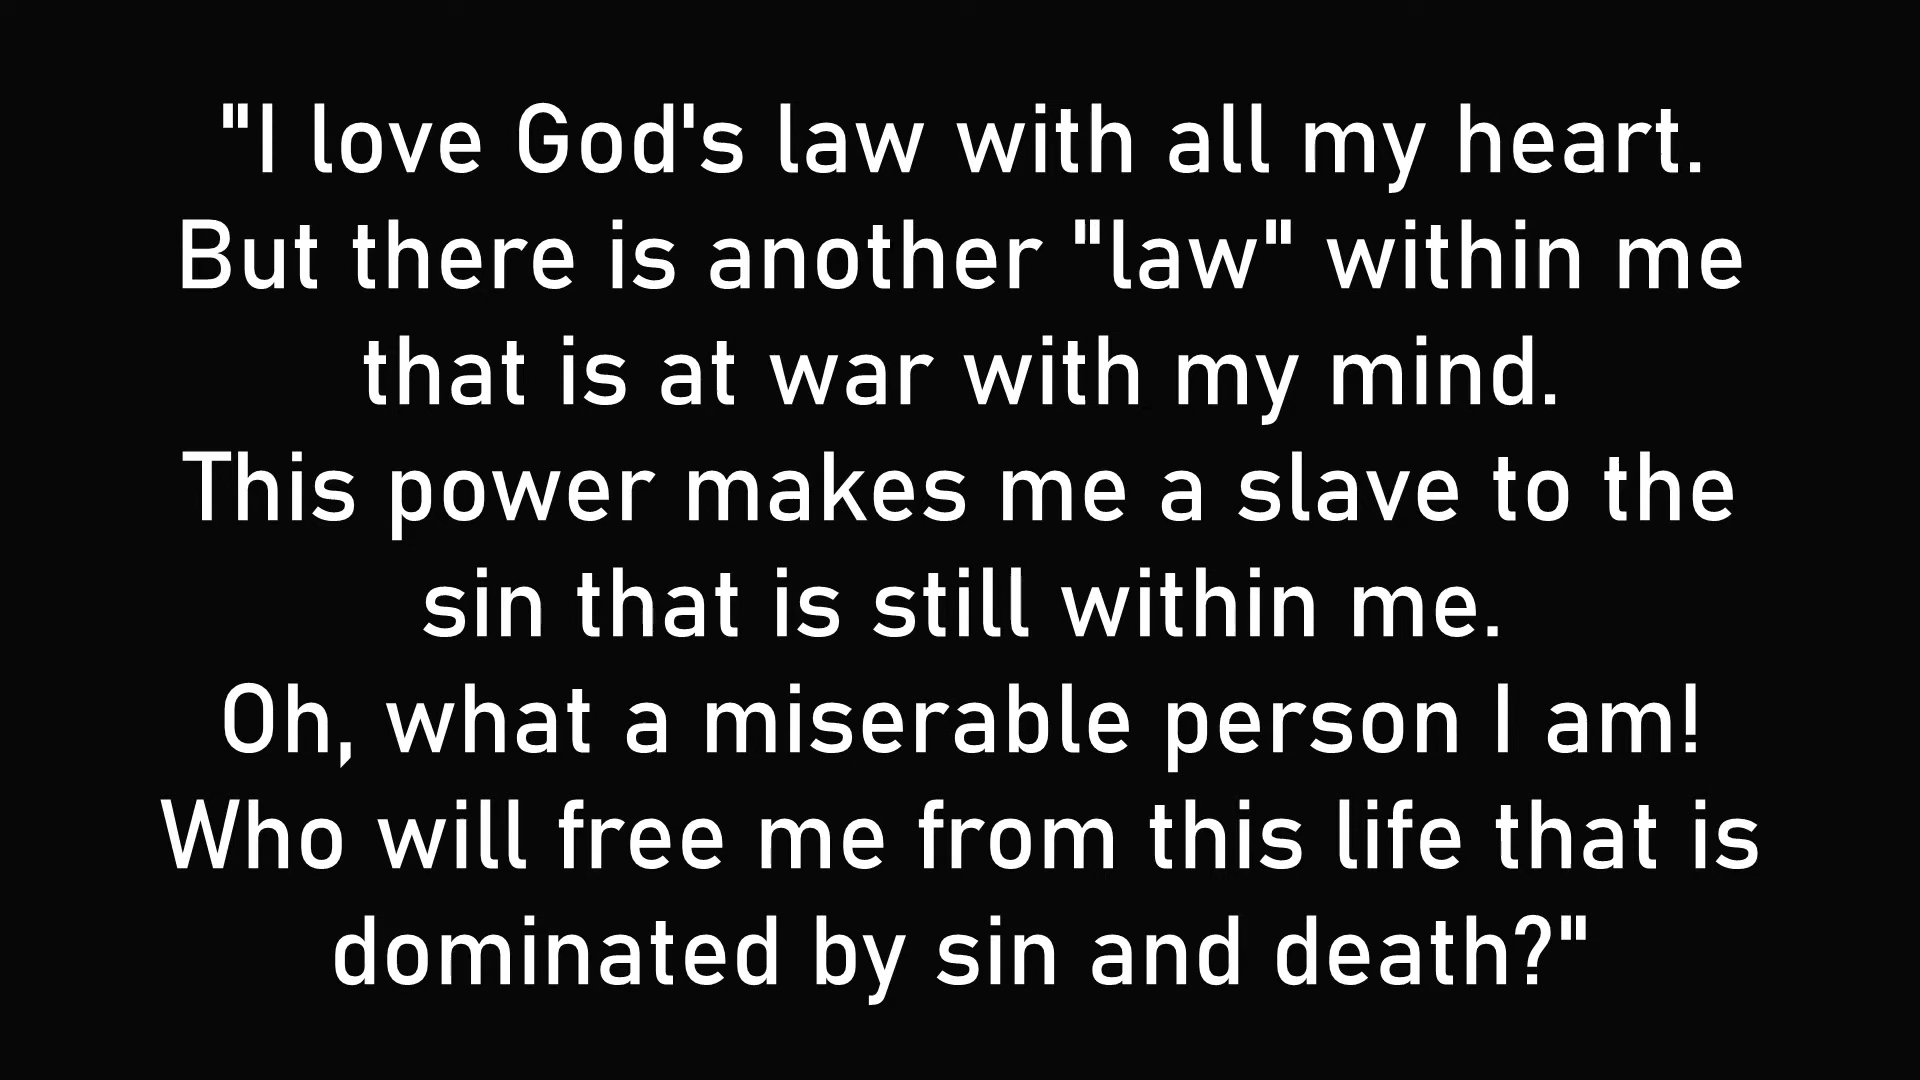 "I love God's law with all my heart.
But there is another "law" within me
that is at war with my mind.
This power makes me a slave to the
sin that is still within me.
Oh, what a miserable person I am!
Who will free me from this life that is
dominated by sin and death?"